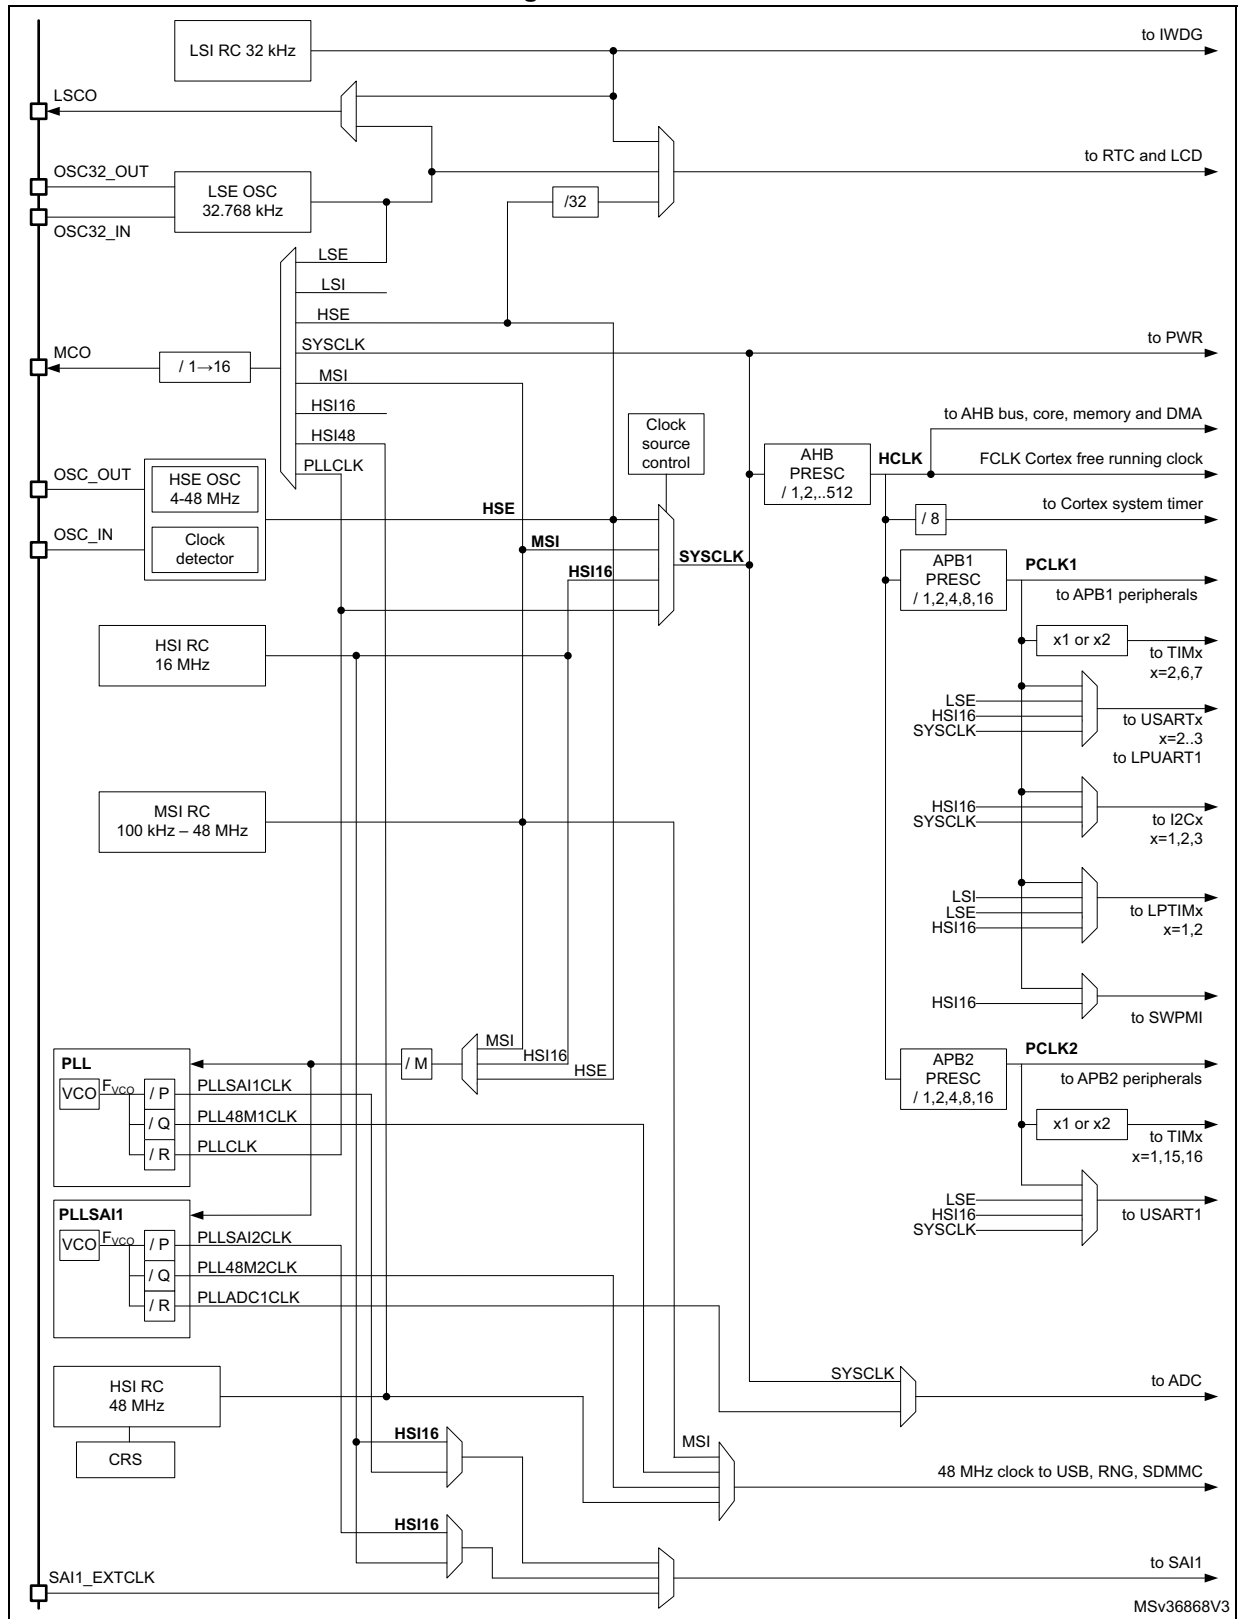 LSI RC 32 kHz
to IWDG
LSCO
OSC32_OUT
to RTC and LCD
LSE OSC
32.768 kHz
/32
OSC32_IN
LSE
LSI
HSE
SYSCLK
to PWR
MCO
/ 1→16
MSI
HSI16
HSI48
PLLCLK
Clock
source
control
to AHB bus, core, memory and DMA
AHB
PRESC
/ 1,2,..512
HCLK
FCLK Cortex free running clock
OSC_OUT
HSE OSC
4-48 MHz
HSE
/ 8
to Cortex system timer
OSC_IN
Clock
detector
MSI
HSI16
SYSCLK
APB1
PRESC
/ 1,2,4,8,16
PCLK1
to APB1 peripherals
HSI RC
16 MHz
x1 or x2
to TIMx
x=2,6,7
LSE
HSI16
SYSCLK
to USARTx
x=2..3
to LPUART1
MSI RC
100 kHz – 48 MHz
HSI16
SYSCLK
to I2Cx
x=1,2,3
LSI
LSE
HSI16
to LPTIMx
x=1,2
HSI16
to SWPMI
MSI
HSI16
HSE
/ M
PLL
VCO
FVCO
/ P
PLLSAI1CLK
/ Q
PLL48M1CLK
/ R
PLLCLK
APB2
PRESC
/ 1,2,4,8,16
PCLK2
to APB2 peripherals
x1 or x2
to TIMx
x=1,15,16
LSE
HSI16
SYSCLK
to USART1
PLLSAI1
VCO
FVCO
/ P
PLLSAI2CLK
/ Q
PLL48M2CLK
/ R
PLLADC1CLK
HSI RC
48 MHz
SYSCLK
to ADC
CRS
HSI16
MSI
48 MHz clock to USB, RNG, SDMMC
HSI16
SAI1_EXTCLK
to SAI1
MSv36868V3